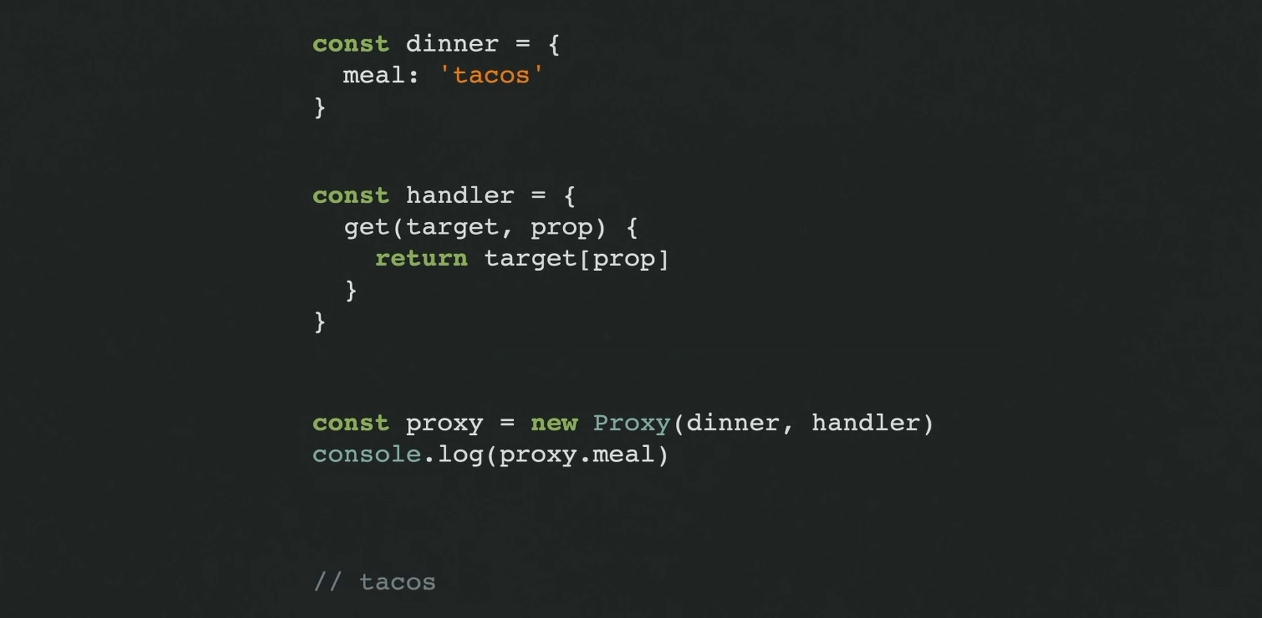 const dinner = {
  meal: 'tacos'
}
const handler = {
  get(target, prop) {
    return target[prop]
  }
}
const proxy = new Proxy(dinner, handler)
console.log(proxy.meal)
// tacos